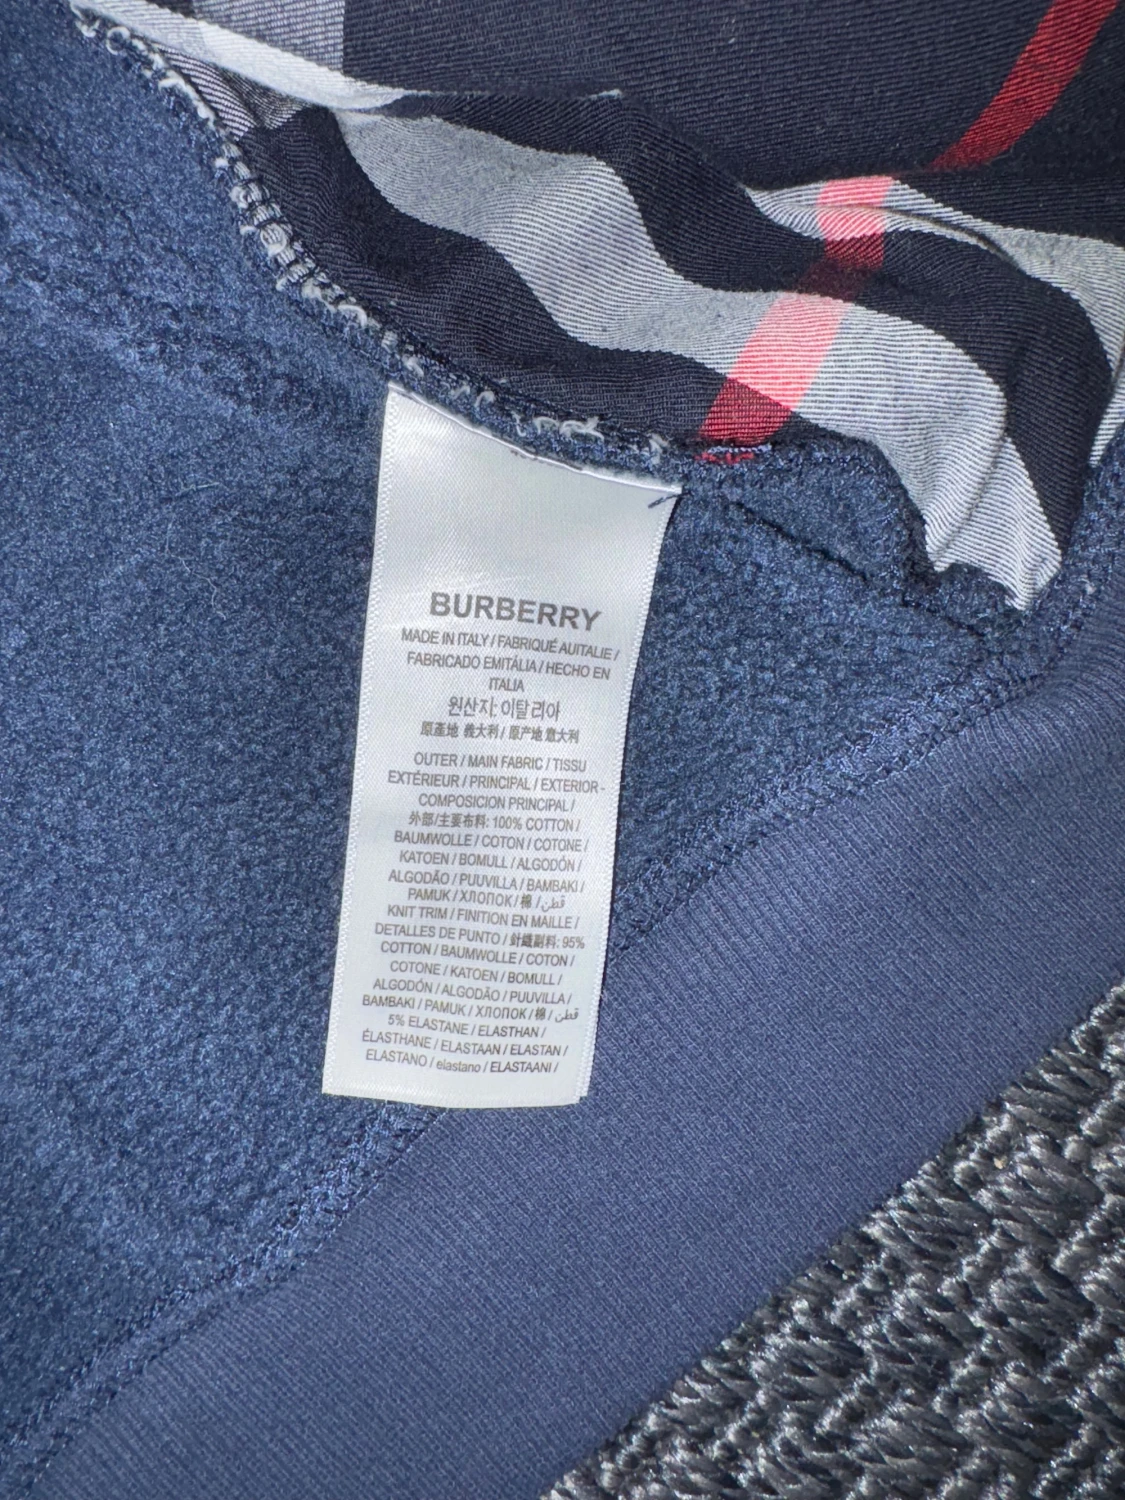 BURBERRY
MADE IN ITALY / FABRIQUÉ AUITALIE /
FABRICADO EMITÁLIA / HECHO EN
ITALIA
원산지: 이탈리아
原產地 義大利 / 原产地 意大利
OUTER / MAIN FABRIC / TISSU
EXTÉRIEUR / PRINCIPAL / EXTERIOR -
COMPOSICION PRINCIPAL /
外部/主要布料: 100% COTTON /
BAUMWOLLE / COTON / COTONE /
KATOEN / BOMULL / ALGODÓN /
ALGODÃO / PUUVILLA / BAMBAKI /
PAMUK / ХЛОПОК / 棉 / قطن
KNIT TRIM / FINITION EN MAILLE /
DETALLES DE PUNTO / 針織副料: 95%
COTTON / BAUMWOLLE / COTON /
COTONE / KATOEN / BOMULL /
ALGODÓN / ALGODÃO / PUUVILLA /
BAMBAKI / PAMUK / ХЛОПОК / 棉 / قطن
5% ELASTANE / ELASTHAN /
ÉLASTHANE / ELASTAAN / ELASTAN /
ELASTANO / elastano / ELASTAANI /